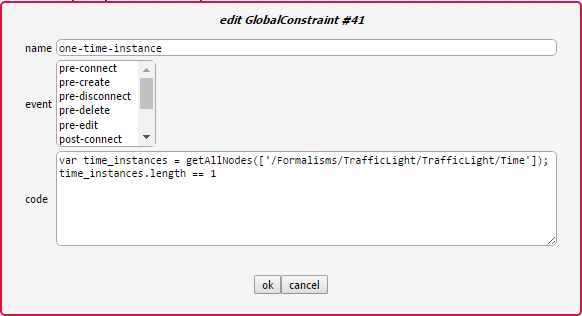 edit GlobalConstraint #41
name one-time-instance
event
pre-connect
pre-create
pre-disconnect
pre-delete
pre-edit
post-connect
code
var time_instances = getAllNodes(['/Formalisms/TrafficLight/TrafficLight/Time']);
time_instances.length == 1
ok cancel